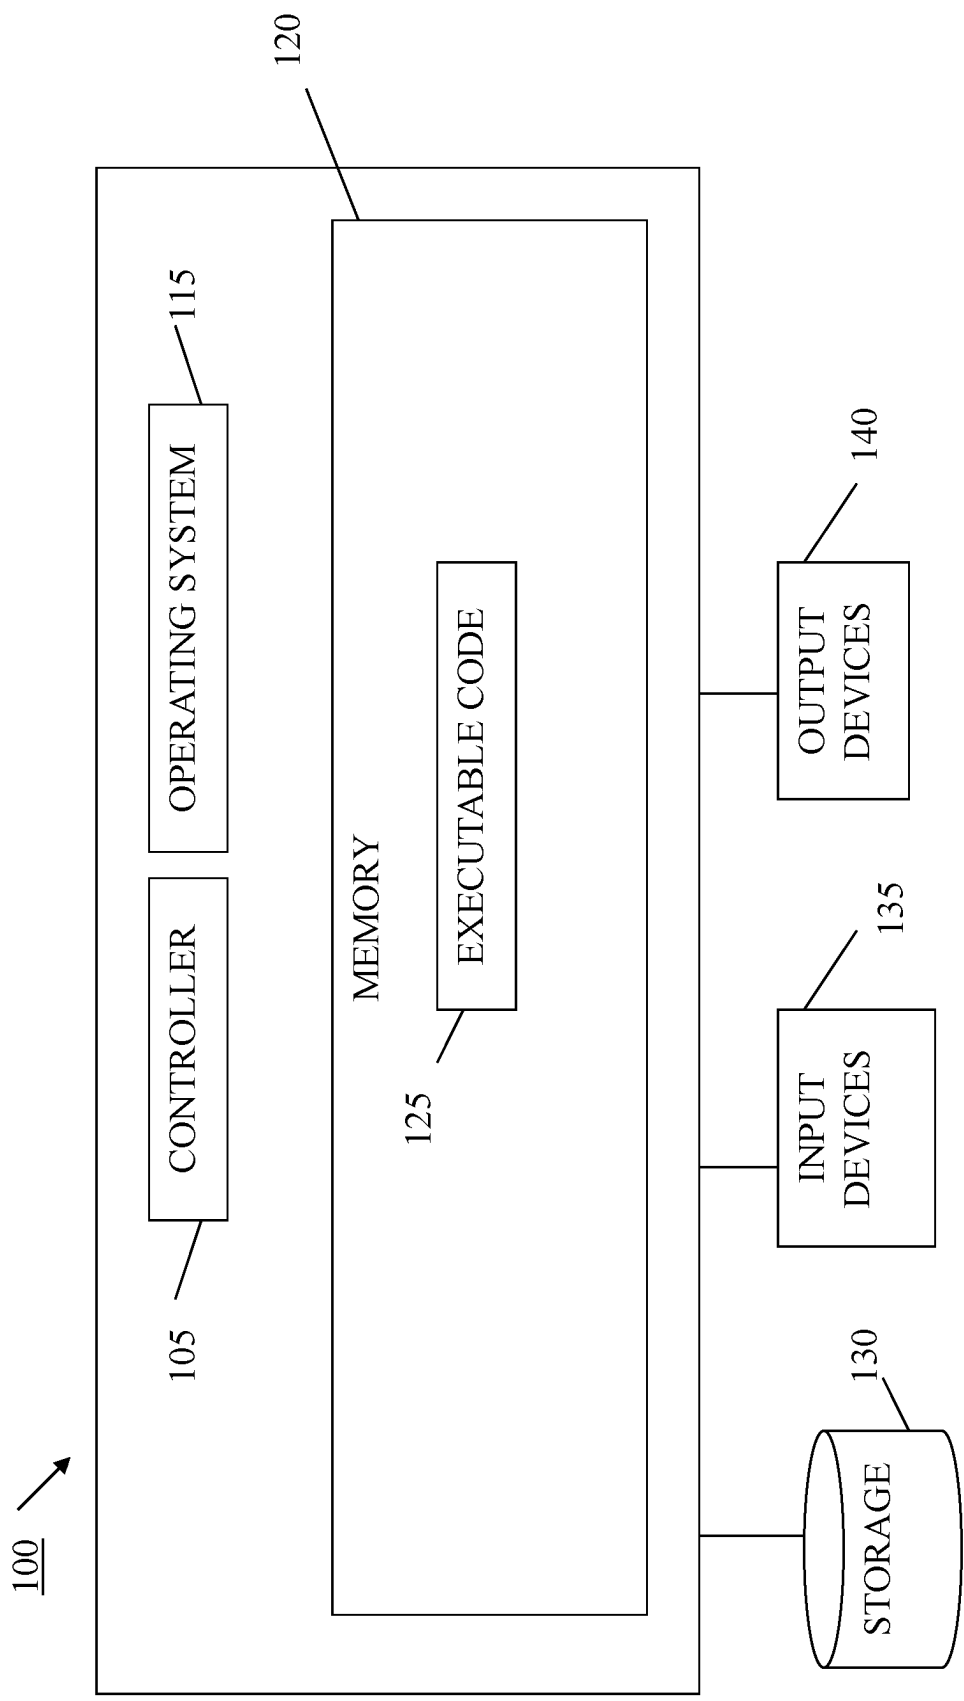 100
105
CONTROLLER
OPERATING SYSTEM
115
120
MEMORY
125
EXECUTABLE CODE
STORAGE
130
INPUT
DEVICES
135
OUTPUT
DEVICES
140